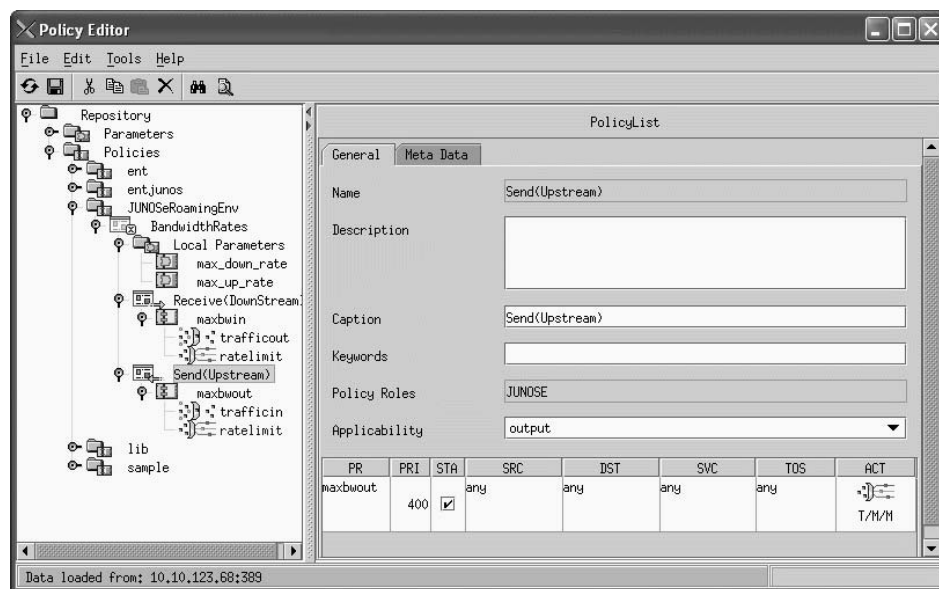 Policy Editor
File Edit Tools Help
Repository
Parameters
Policies
ent
entjunos
JUNOSeRoamingEnv
BandwidthRates
Local Parameters
max_down_rate
max_up_rate
Receive(DownStream)
maxbwin
trafficout
ratelimit
Send(Upstream)
maxbwout
trafficin
ratelimit
lib
sample
PolicyList
General Meta Data
Name Send(Upstream)
Description
Caption Send(Upstream)
Keywords
Policy Roles JUNOSE
Applicability output
PR PRI STA SRC DST SVC TOS ACT
maxbwout 400 any any any any T/M/M
Data loaded from: 10.10.123.68:389